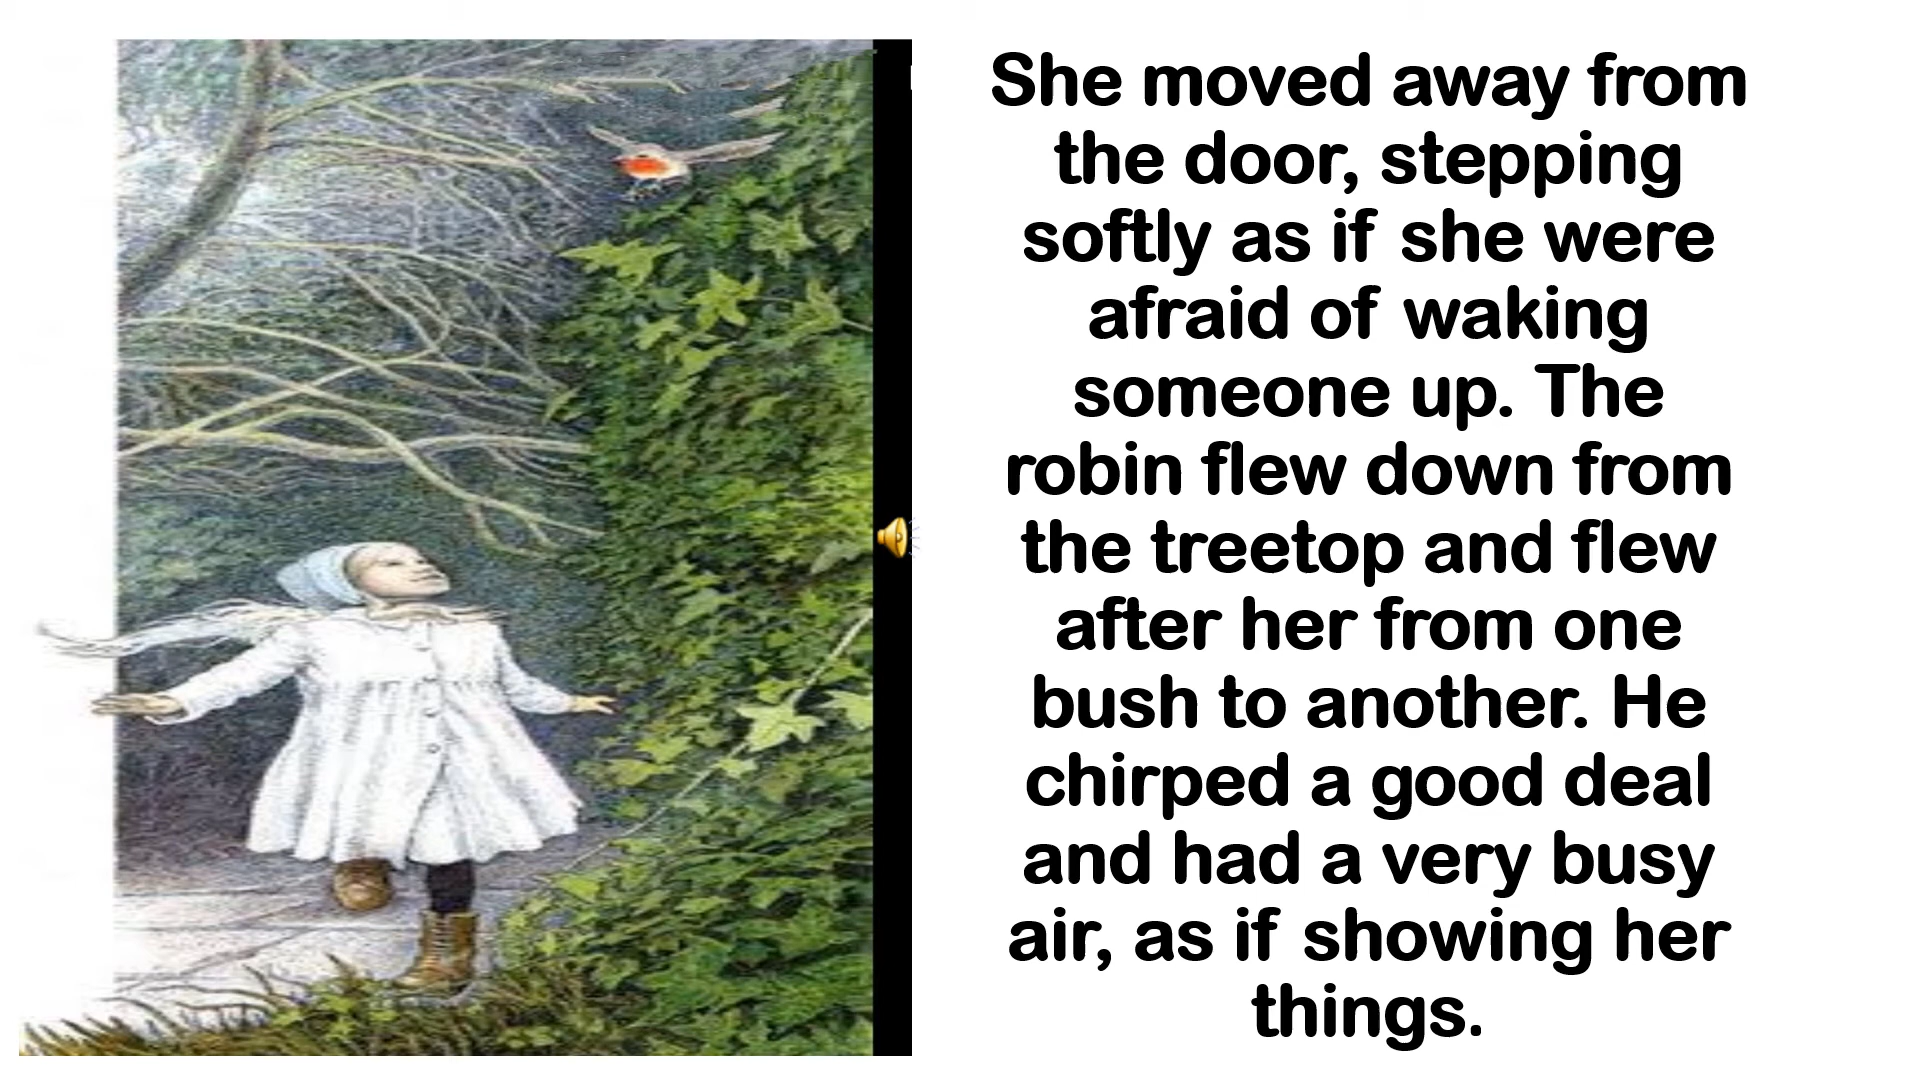 She moved away from
the door, stepping
softly as if she were
afraid of waking
someone up. The
robin flew down from
the treetop and flew
after her from one
bush to another. He
chirped a good deal
and had a very busy
air, as if showing her
things.